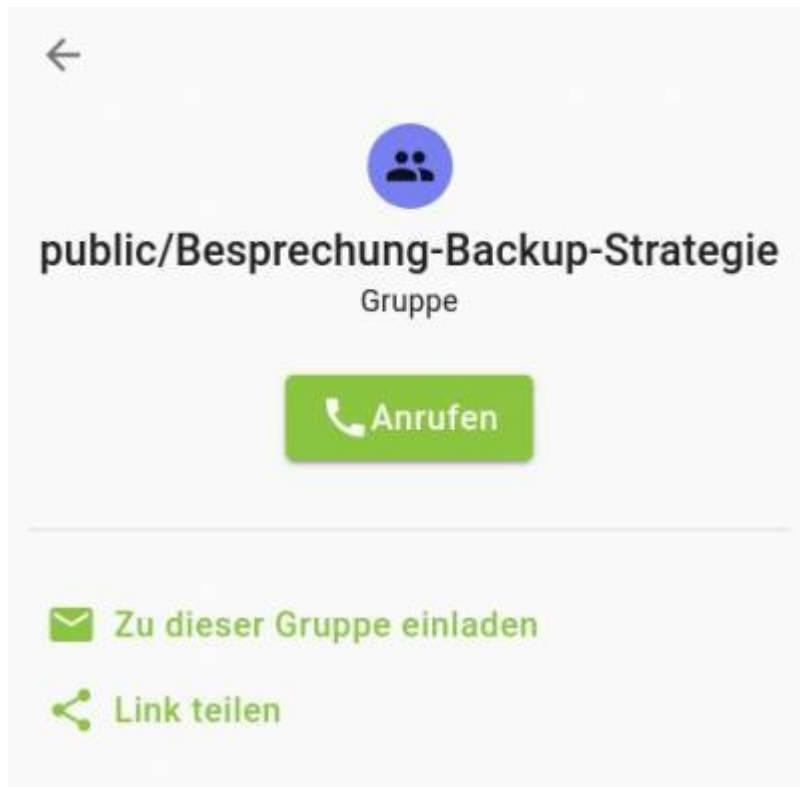 public/Besprechung-Backup-Strategie
Gruppe
Anrufen
Zu dieser Gruppe einladen
Link teilen